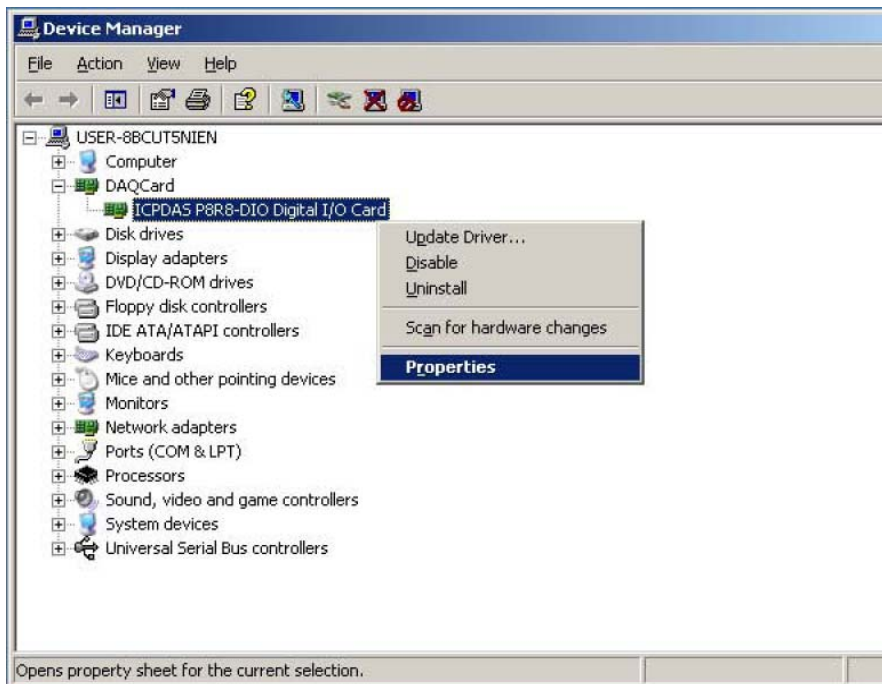 Device Manager
File Action View Help
USER-8BCUT5NIEN
Computer
DAQCard
ICPDAS P8R8-DIO Digital I/O Card
Disk drives
Display adapters
DVD/CD-ROM drives
Floppy disk controllers
IDE ATA/ATAPI controllers
Keyboards
Mice and other pointing devices
Monitors
Network adapters
Ports (COM & LPT)
Processors
Sound, video and game controllers
System devices
Universal Serial Bus controllers
Update Driver...
Disable
Uninstall
Scan for hardware changes
Properties
Opens property sheet for the current selection.